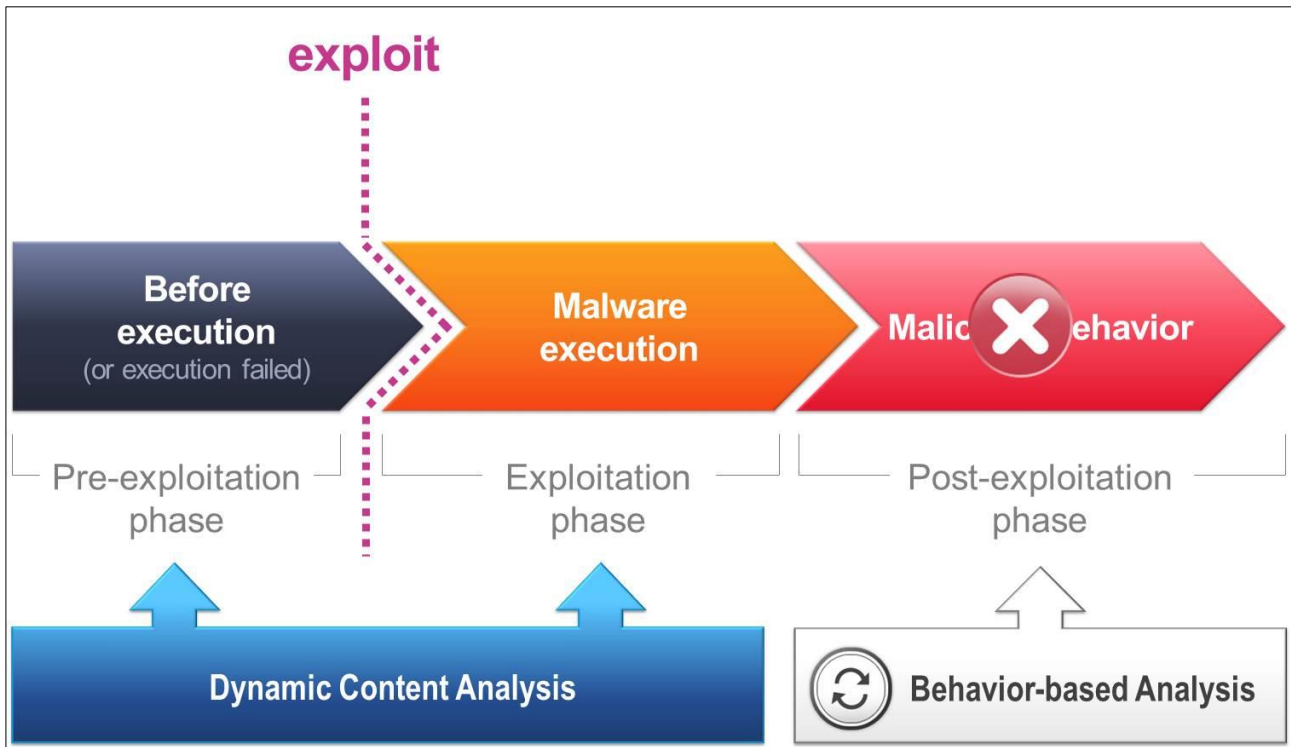 exploit
Before
execution
(or execution failed)
Malware
execution
Malic ehavior
Pre-exploitation
phase
Exploitation
phase
Post-exploitation
phase
Dynamic Content Analysis
Behavior-based Analysis